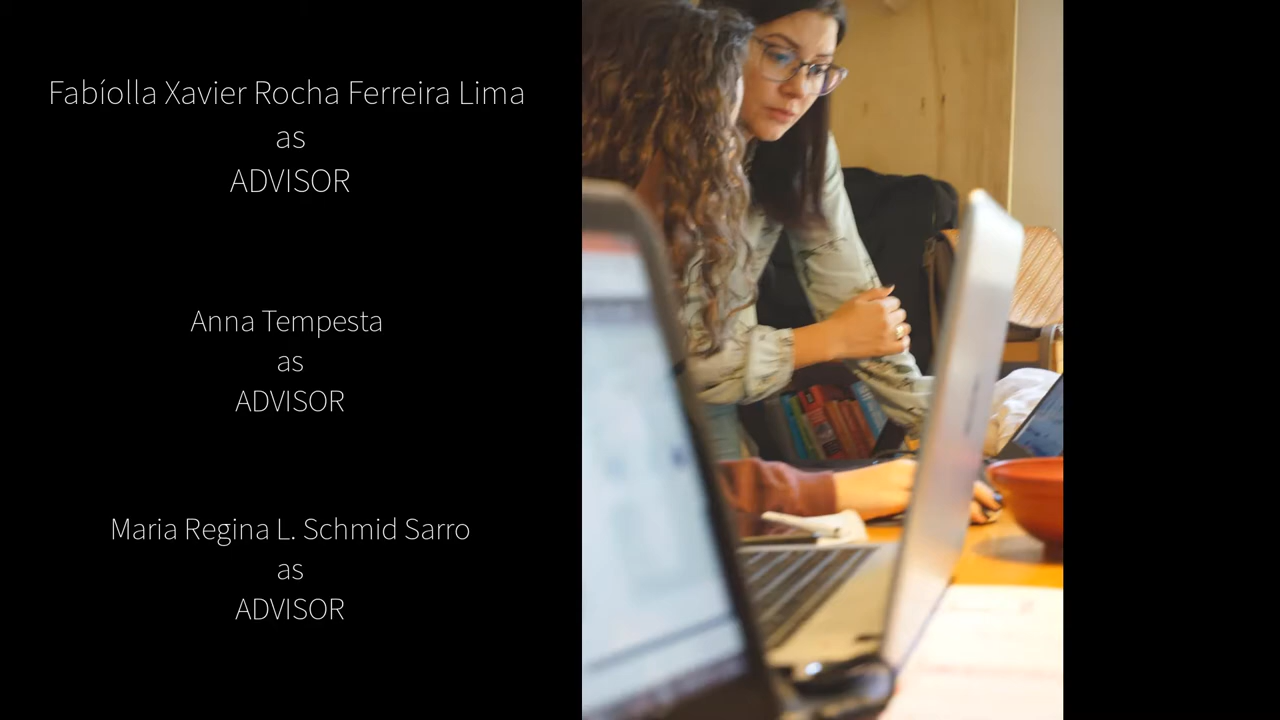 Fabíolla Xavier Rocha Ferreira Lima
as
ADVISOR
Anna Tempesta
as
ADVISOR
Maria Regina L. Schmid Sarro
as
ADVISOR